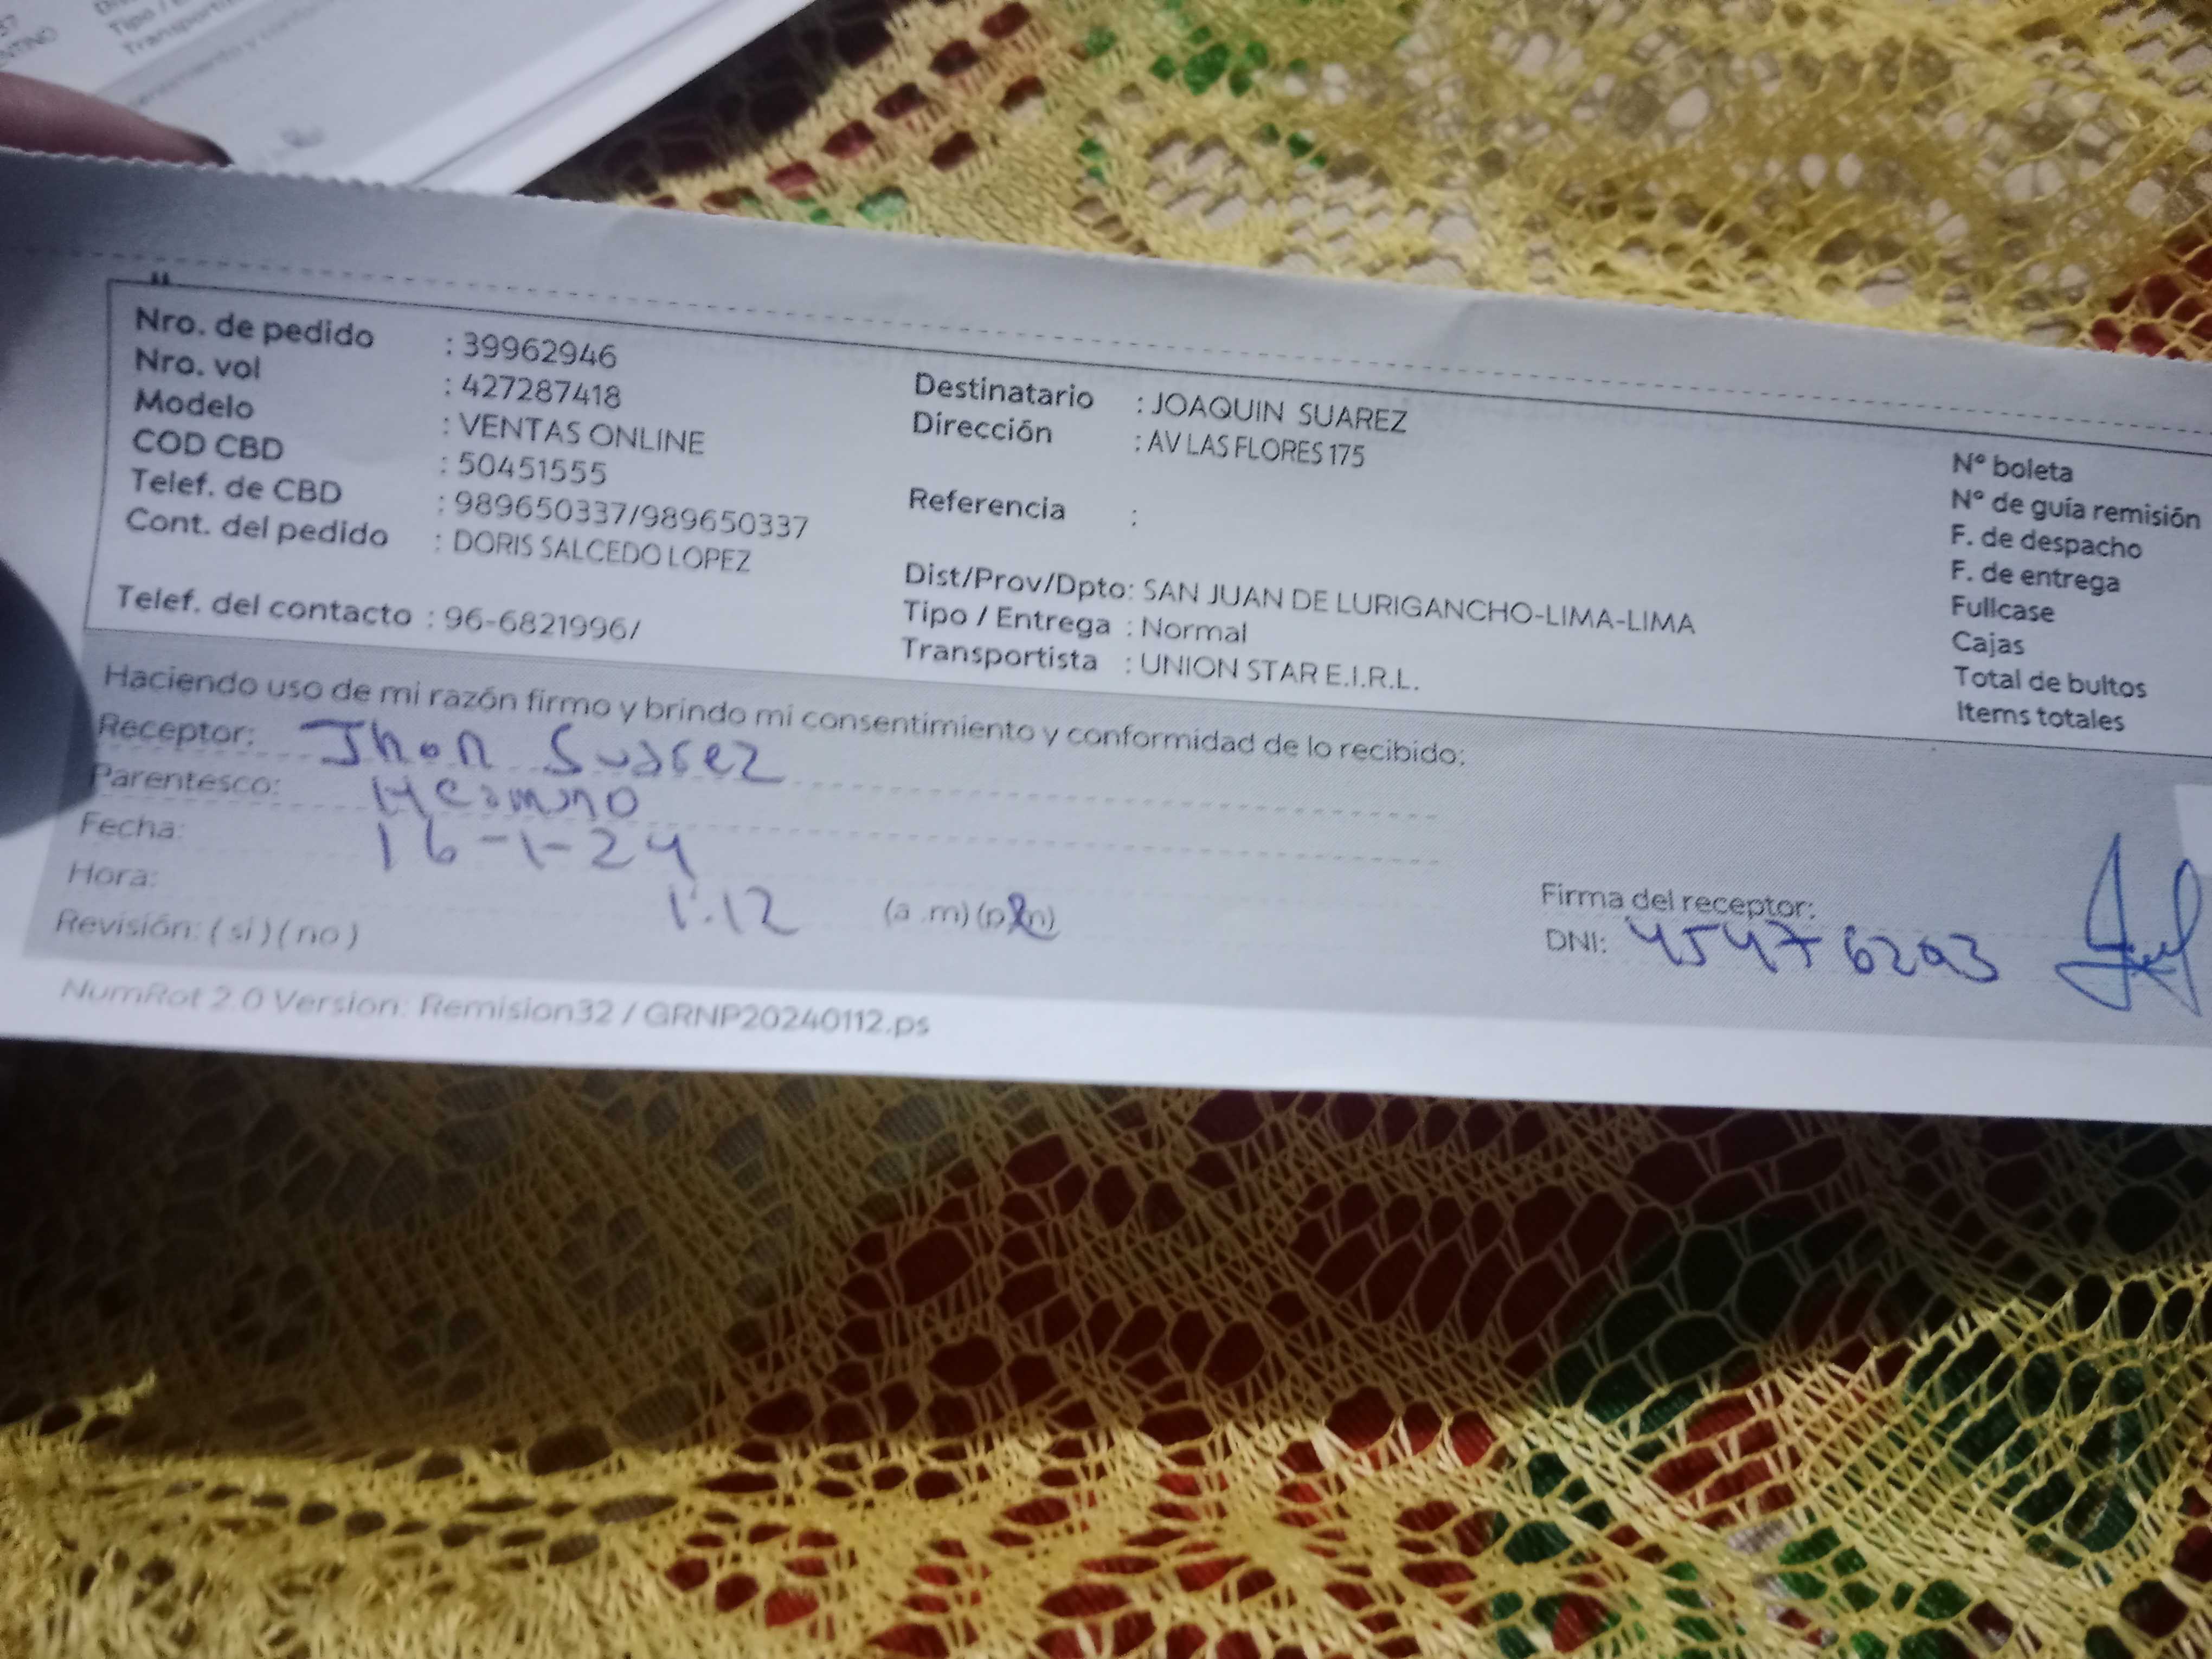 Nro. de pedido : 39962946
Nro. vol : 427287418
Modelo : VENTAS ONLINE
COD CBD : 50451555
Telef. de CBD : 989650337/989650337
Cont. del pedido : DORIS SALCEDO LOPEZ
Telef. del contacto : 96-6821996/
Destinatario : JOAQUIN SUAREZ
Dirección : AV LAS FLORES 175
Referencia :
Dist/Prov/Dpto: SAN JUAN DE LURIGANCHO-LIMA-LIMA
Tipo / Entrega : Normal
Transportista : UNION STAR E.I.R.L.
N° boleta
N° de guía remisión
F. de despacho
F. de entrega
Fullcase
Cajas
Total de bultos
Items totales
Haciendo uso de mi razón firmo y brindo mi consentimiento y conformidad de lo recibido:
Receptor: Jhon Suarez
Parentesco:
Fecha: 16-1-24
Hora: 1:12 (a .m) (p.m)
Revisión: ( si ) ( no )
Firma del receptor:
DNI:
NumRot 2.0 Version: Remision32 / GRNP20240112.ps